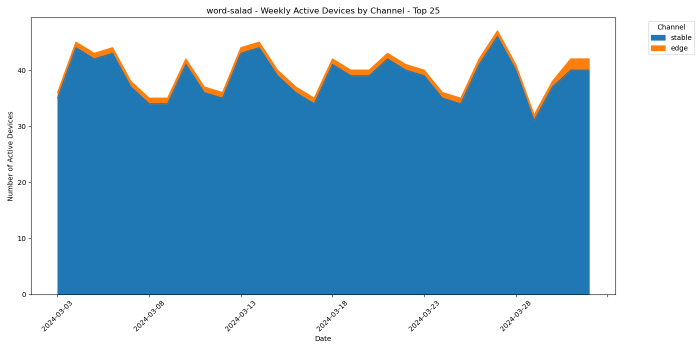 word-salad - Weekly Active Devices by Channel - Top 25
Channel
stable
edge
Number of Active Devices
40
30
20
10
0
2024-03-03
2024-03-08
2024-03-13
2024-03-18
2024-03-23
2024-03-28
Date